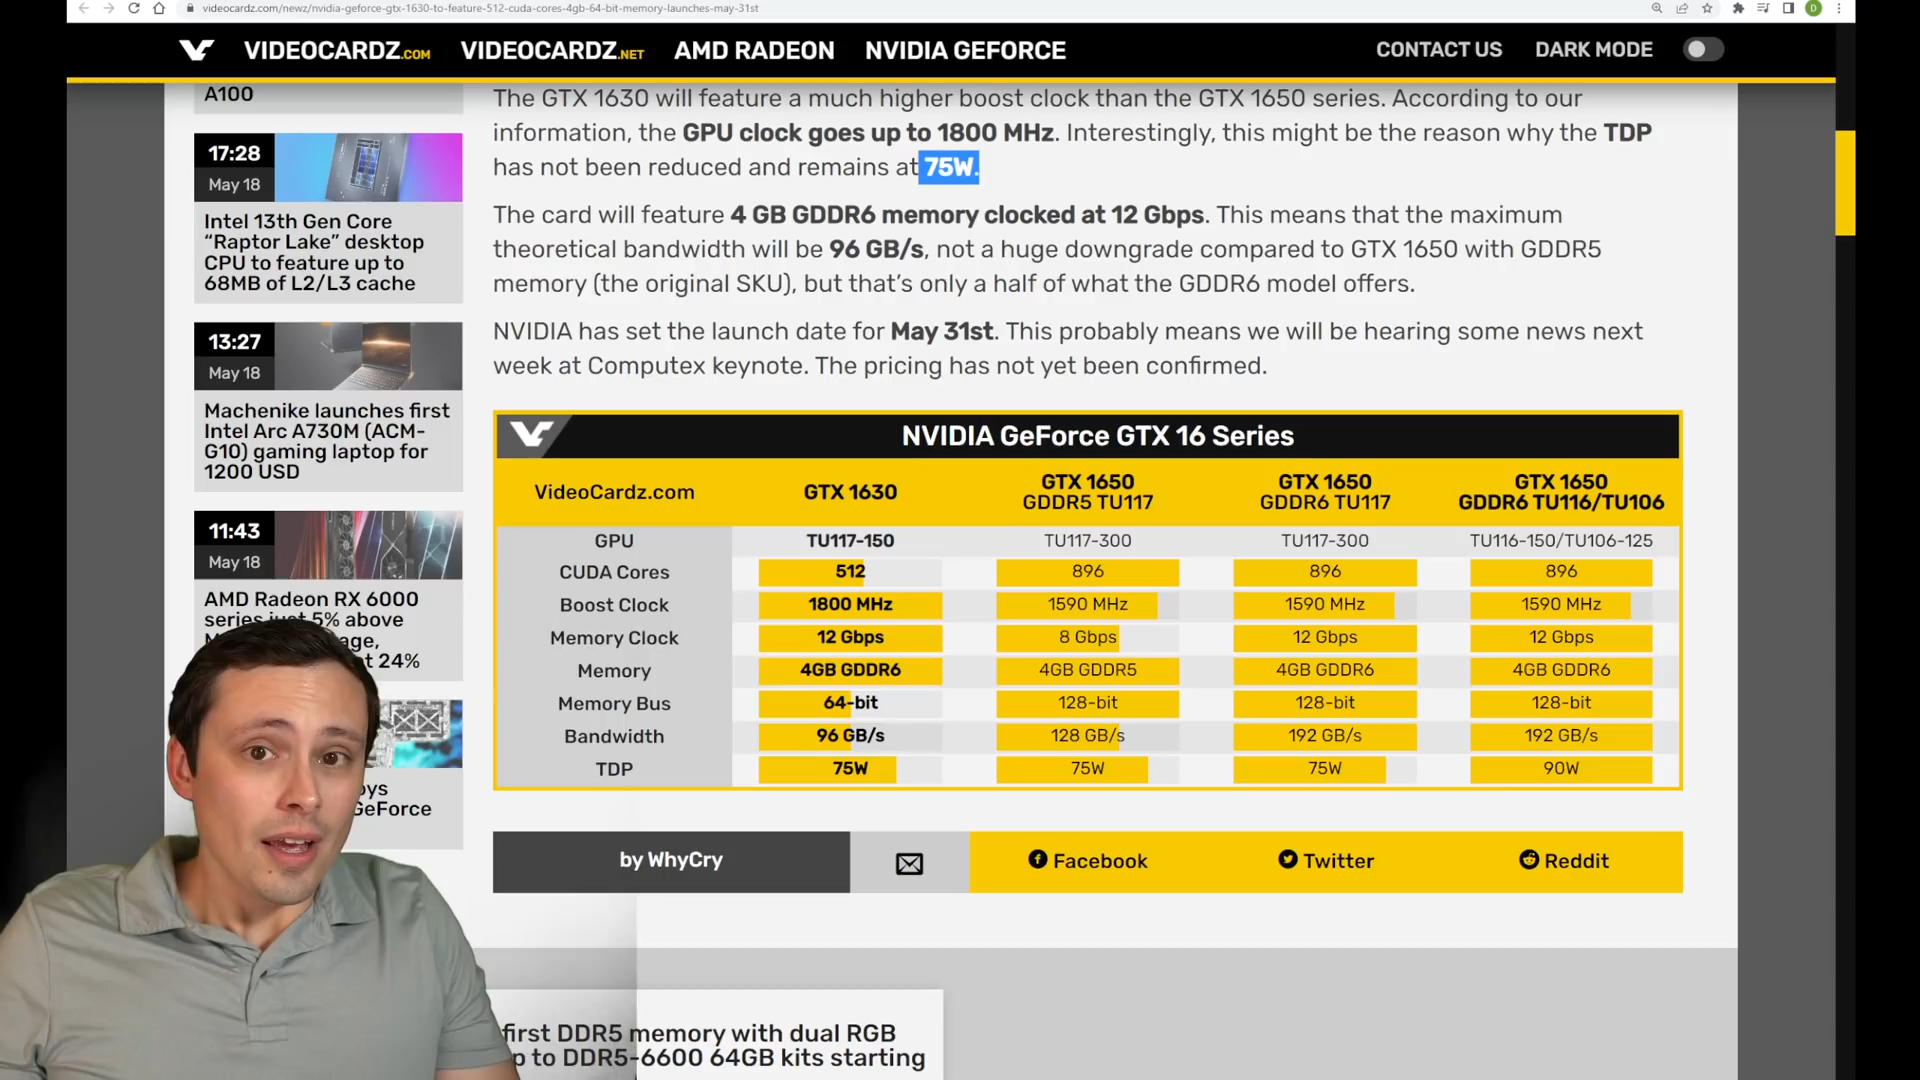 videocardz.com/newz/nvidia-geforce-gtx-1630-to-feature-512-cuda-cores-4gb-64-bit-memory-launches-may-31st
D
VIDEOCARDZ.COM VIDEOCARDZ.NET AMD RADEON NVIDIA GEFORCE CONTACT US DARK MODE
A100
17:28
May 18
Intel 13th Gen Core
“Raptor Lake” desktop
CPU to feature up to
68MB of L2/L3 cache
13:27
May 18
Machenike launches first
Intel Arc A730M (ACM-
G10) gaming laptop for
1200 USD
11:43
May 18
AMD Radeon RX 6000
series just 5% above
t 24%
GeForce
The GTX 1630 will feature a much higher boost clock than the GTX 1650 series. According to our
information, the GPU clock goes up to 1800 MHz. Interestingly, this might be the reason why the TDP
has not been reduced and remains at 75W.
The card will feature 4 GB GDDR6 memory clocked at 12 Gbps. This means that the maximum
theoretical bandwidth will be 96 GB/s, not a huge downgrade compared to GTX 1650 with GDDR5
memory (the original SKU), but that’s only a half of what the GDDR6 model offers.
NVIDIA has set the launch date for May 31st. This probably means we will be hearing some news next
week at Computex keynote. The pricing has not yet been confirmed.
NVIDIA GeForce GTX 16 Series
VideoCardz.com GTX 1630 GTX 1650 GDDR5 TU117 GTX 1650 GDDR6 TU117 GTX 1650 GDDR6 TU116/TU106
GPU TU117-150 TU117-300 TU117-300 TU116-150/TU106-125
CUDA Cores 512 896 896 896
Boost Clock 1800 MHz 1590 MHz 1590 MHz 1590 MHz
Memory Clock 12 Gbps 8 Gbps 12 Gbps 12 Gbps
Memory 4GB GDDR6 4GB GDDR5 4GB GDDR6 4GB GDDR6
Memory Bus 64-bit 128-bit 128-bit 128-bit
Bandwidth 96 GB/s 128 GB/s 192 GB/s 192 GB/s
TDP 75W 75W 75W 90W
by WhyCry Facebook Twitter Reddit
first DDR5 memory with dual RGB
to DDR5-6600 64GB kits starting